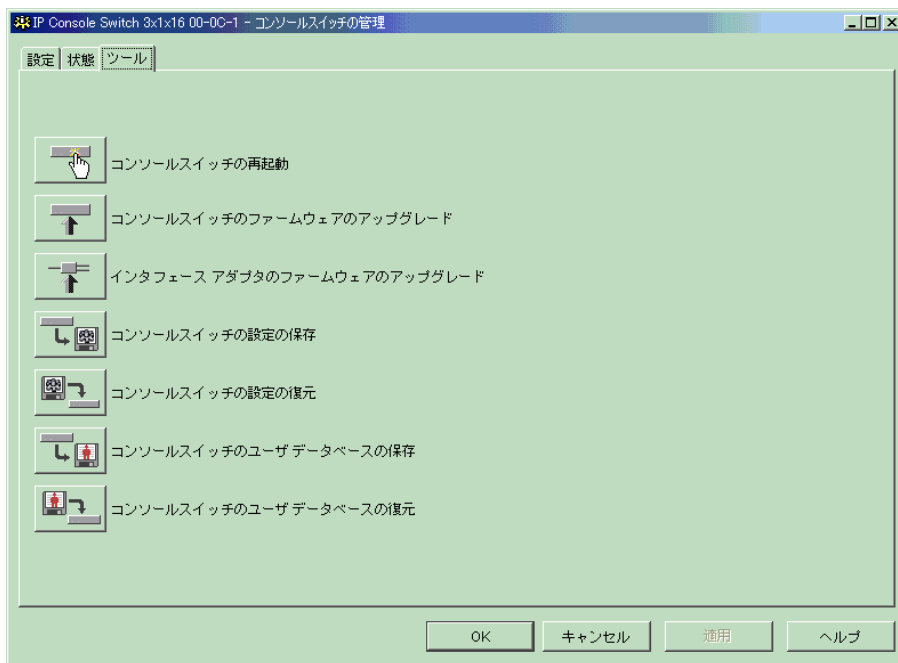 IP Console Switch 3x1x16 00-0C-1 - コンソールスイッチの管理
設定 状態 ツール
コンソールスイッチの再起動
コンソールスイッチのファームウェアのアップグレード
インタフェース アダプタのファームウェアのアップグレード
コンソールスイッチの設定の保存
コンソールスイッチの設定の復元
コンソールスイッチのユーザ データベースの保存
コンソールスイッチのユーザ データベースの復元
OK キャンセル 適用 ヘルプ